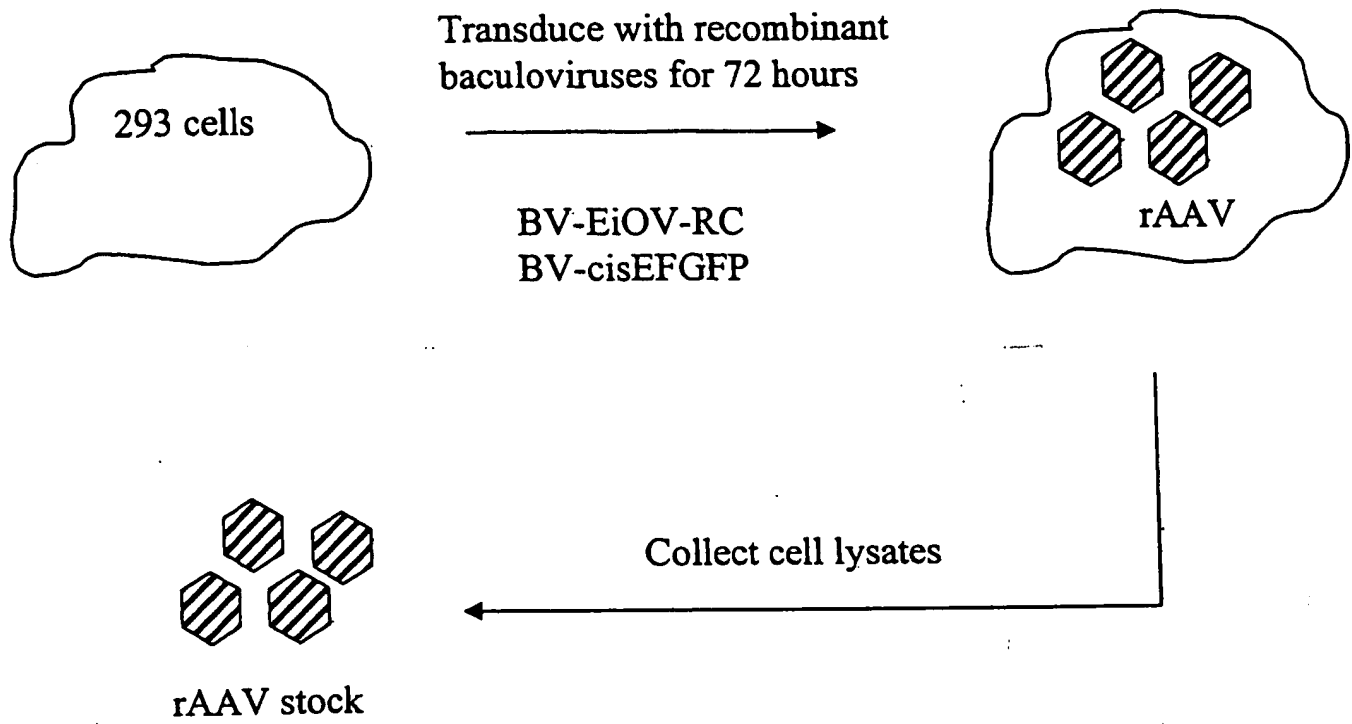 Transduce with recombinant
baculoviruses for 72 hours
293 cells
BV-EiOV-RC
BV-cisEFGFP
rAAV
Collect cell lysates
rAAV stock